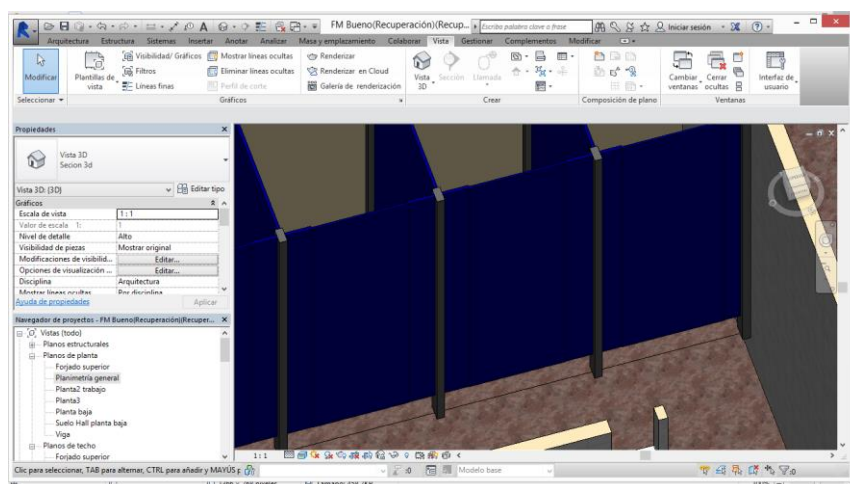 FM Bueno(Recuperación)(Recup...
Escriba palabra clave o frase
Iniciar sesión
Arquitectura Estructura Sistemas Insertar Anotar Analizar Masa y emplazamiento Colaborar Vista Gestionar Complementos Modificar
Modificar
Plantillas de vista
Visibilidad/ Gráficos
Filtros
Líneas finas
Mostrar líneas ocultas
Eliminar líneas ocultas
Perfil de corte
Renderizar
Renderizar en Cloud
Galería de renderización
Vista 3D
Sección
Llamada
Cambiar ventanas
Cerrar ocultas
Interfaz de usuario
Seleccionar Gráficos Crear Composición de plano Ventanas
Propiedades
Vista 3D
Secion 3d
Vista 3D: {3D} Editar tipo
Gráficos
Escala de vista 1 : 1
Valor de escala 1: 1
Nivel de detalle Alto
Visibilidad de piezas Mostrar original
Modificaciones de visibilid... Editar...
Opciones de visualización ... Editar...
Disciplina Arquitectura
Mostrar líneas ocultas Por disciplina
Ayuda de propiedades Aplicar
Navegador de proyectos - FM Bueno(Recuperación)(Recuper...
Vistas (todo)
Planos estructurales
Planos de planta
Forjado superior
Planimetría general
Planta2 trabajo
Planta3
Planta baja
Suelo Hall planta baja
Viga
Planos de techo
Forjado superior
1 : 1
Clic para seleccionar, TAB para alternar, CTRL para añadir y MAYÚS p
:0
Modelo base
:0